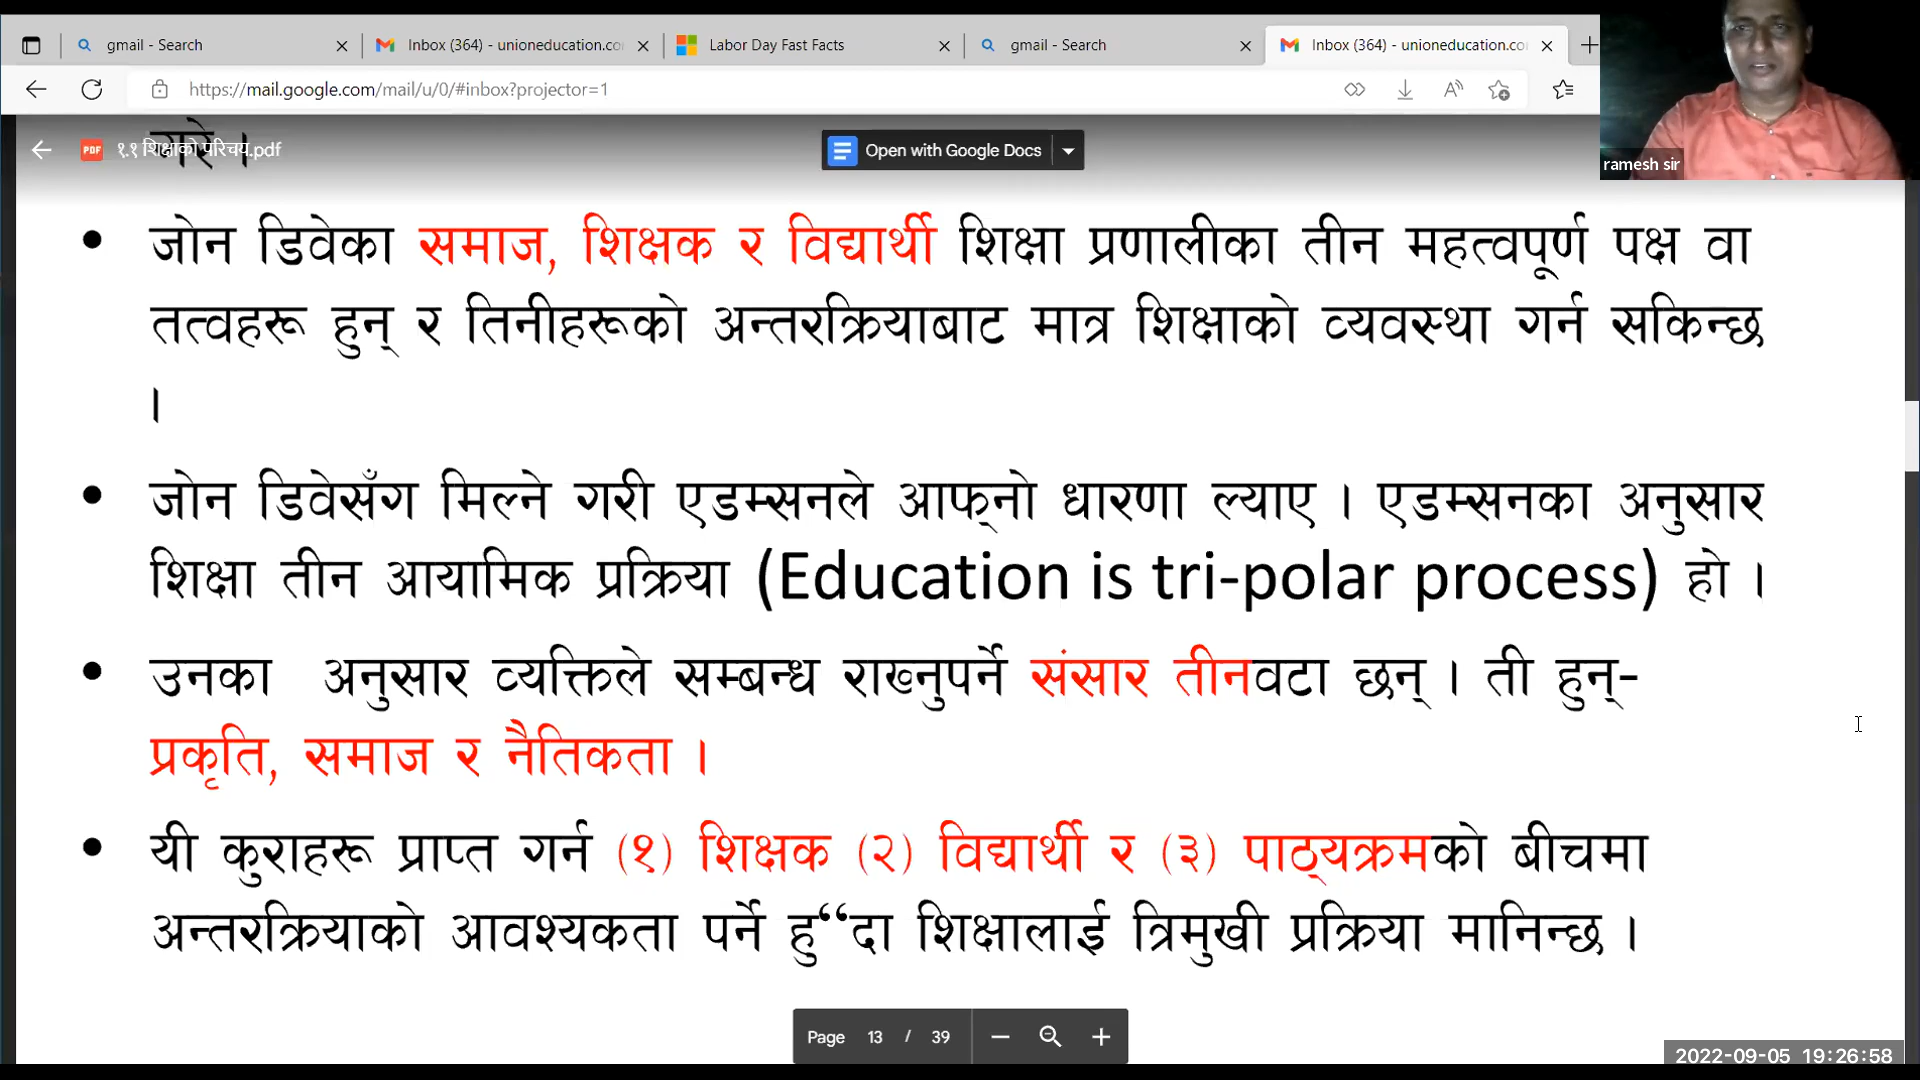 gmail - Search
Inbox (364) - unioneducation.co
Labor Day Fast Facts
gmail - Search
Inbox (364) - unioneducation.co
https://mail.google.com/mail/u/0/#inbox?projector=1
गरे ।
PDF १.१ शिक्षाको परिचय.pdf
Open with Google Docs
ramesh sir
• जोन डिवेका समाज, शिक्षक र विद्यार्थी शिक्षा प्रणालीका तीन महत्वपूर्ण पक्ष वा
तत्वहरू हुन् र तिनीहरूको अन्तरक्रियाबाट मात्र शिक्षाको व्यवस्था गर्न सकिन्छ
।
• जोन डिवेसँग मिल्ने गरी एडम्सनले आफ्‌नो धारणा ल्याए । एडम्सनका अनुसार
शिक्षा तीन आयामिक प्रक्रिया (Education is tri-polar process) हो ।
• उनका अनुसार व्यक्तिले सम्बन्ध राख्नुपर्ने संसार तीनवटा छन् । ती हुन्-
प्रकृति, समाज र नैतिकता ।
• यी कुराहरू प्राप्त गर्न (१) शिक्षक (२) विद्यार्थी र (३) पाठ्यक्रमको बीचमा
अन्तरक्रियाको आवश्यकता पर्ने हु““दा शिक्षालाई त्रिमुखी प्रक्रिया मानिन्छ ।
Page 13 / 39
2022-09-05 19:26:58